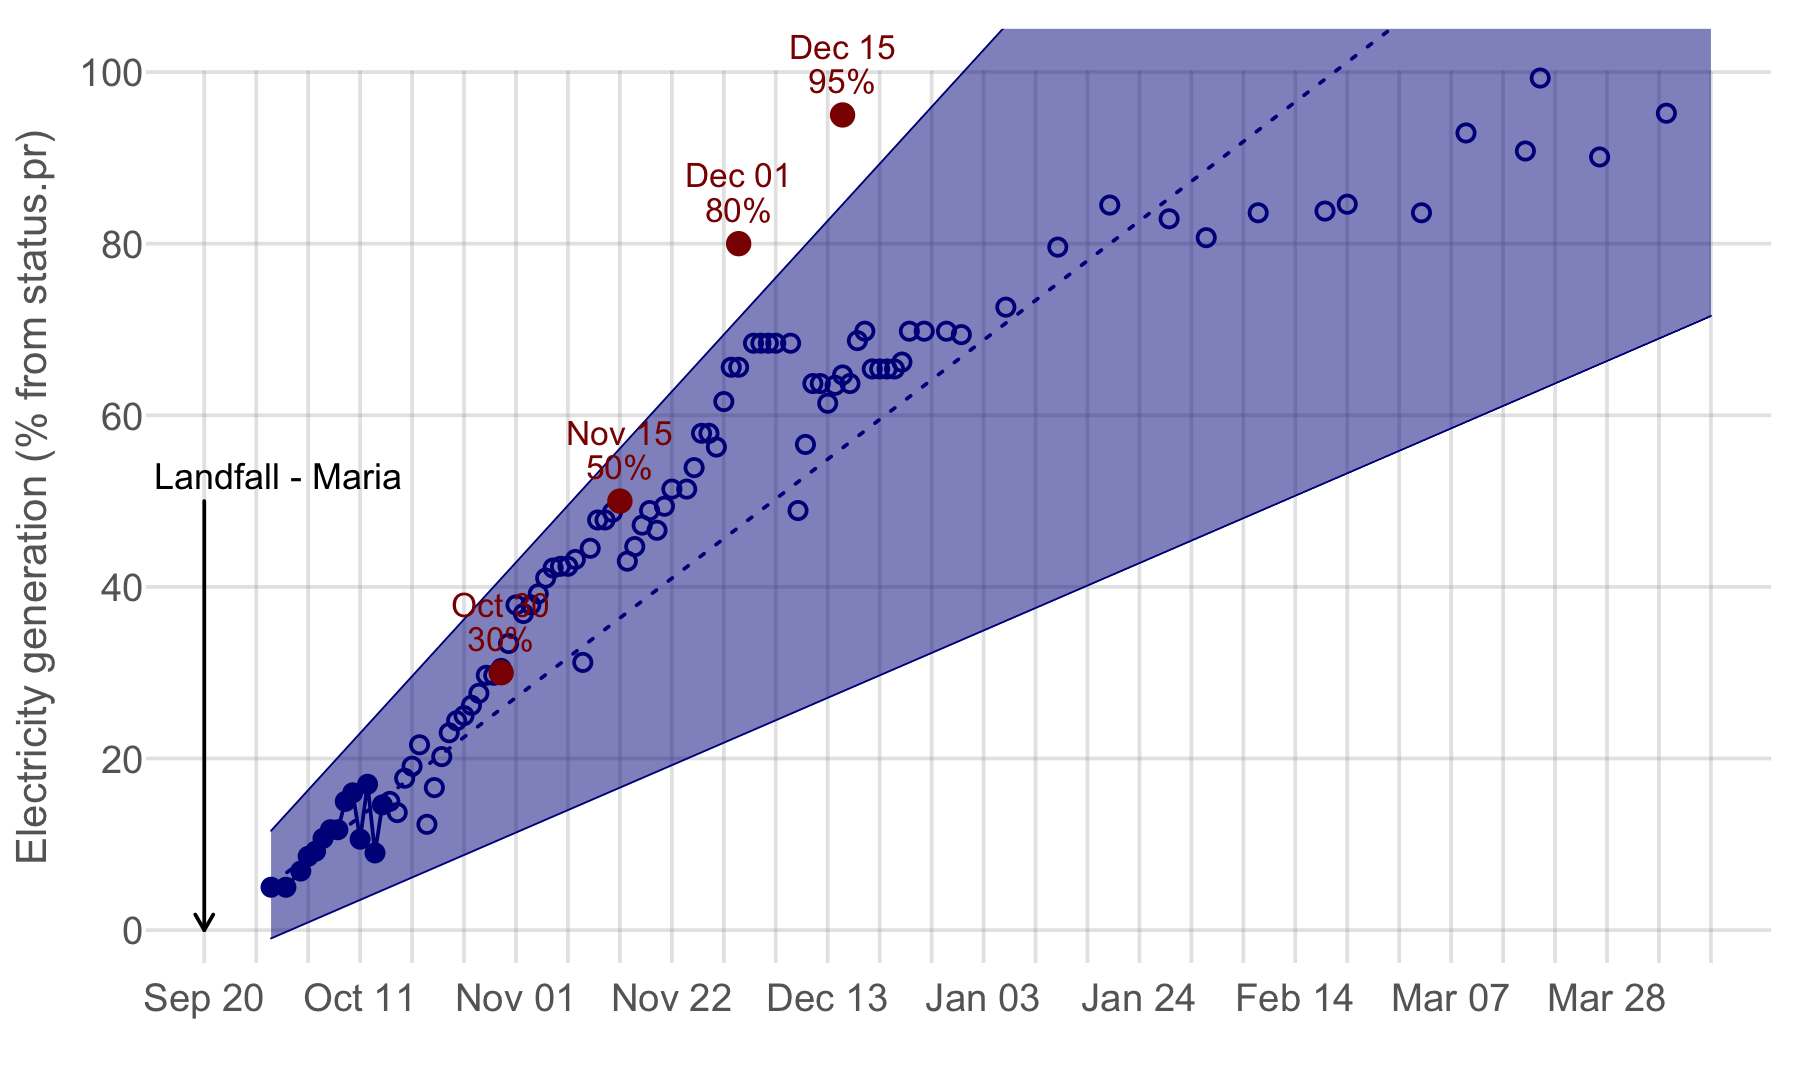 Electricity generation (% from status.pr)
100
80
60
40
20
0
Dec 15
95%
Dec 01
80%
Nov 15
50%
Landfall - Maria
Oct 30
30%
Sep 20
Oct 11
Nov 01
Nov 22
Dec 13
Jan 03
Jan 24
Feb 14
Mar 07
Mar 28